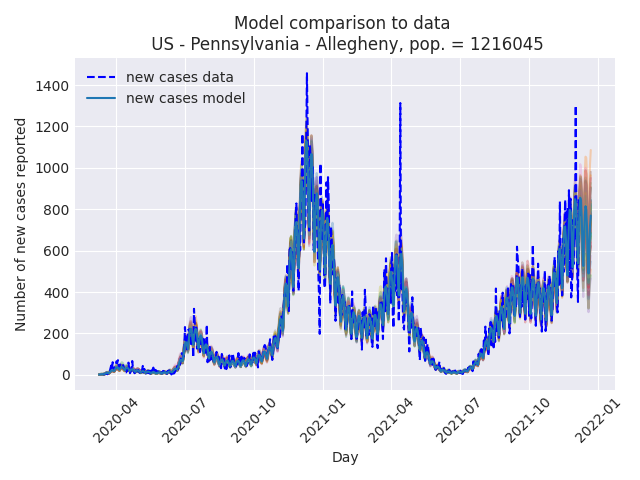 Model comparison to data
US - Pennsylvania - Allegheny, pop. = 1216045
new cases data
new cases model
Number of new cases reported
1400
1200
1000
800
600
400
200
0
2020-04
2020-07
2020-10
2021-01
2021-04
2021-07
2021-10
2022-01
Day